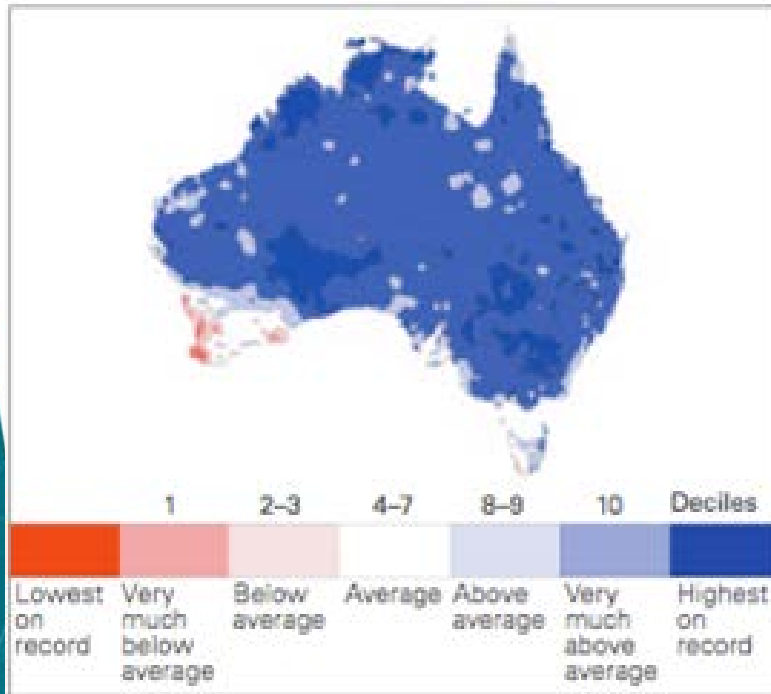 1 2–3 4–7 8–9 10 Deciles
Lowest on record
Very much below average
Below average
Average
Above average
Very much above average
Highest on record